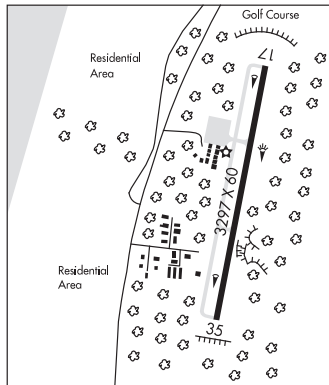 Golf Course
Residential
Area
17
3297 X 60
Residential
Area
35